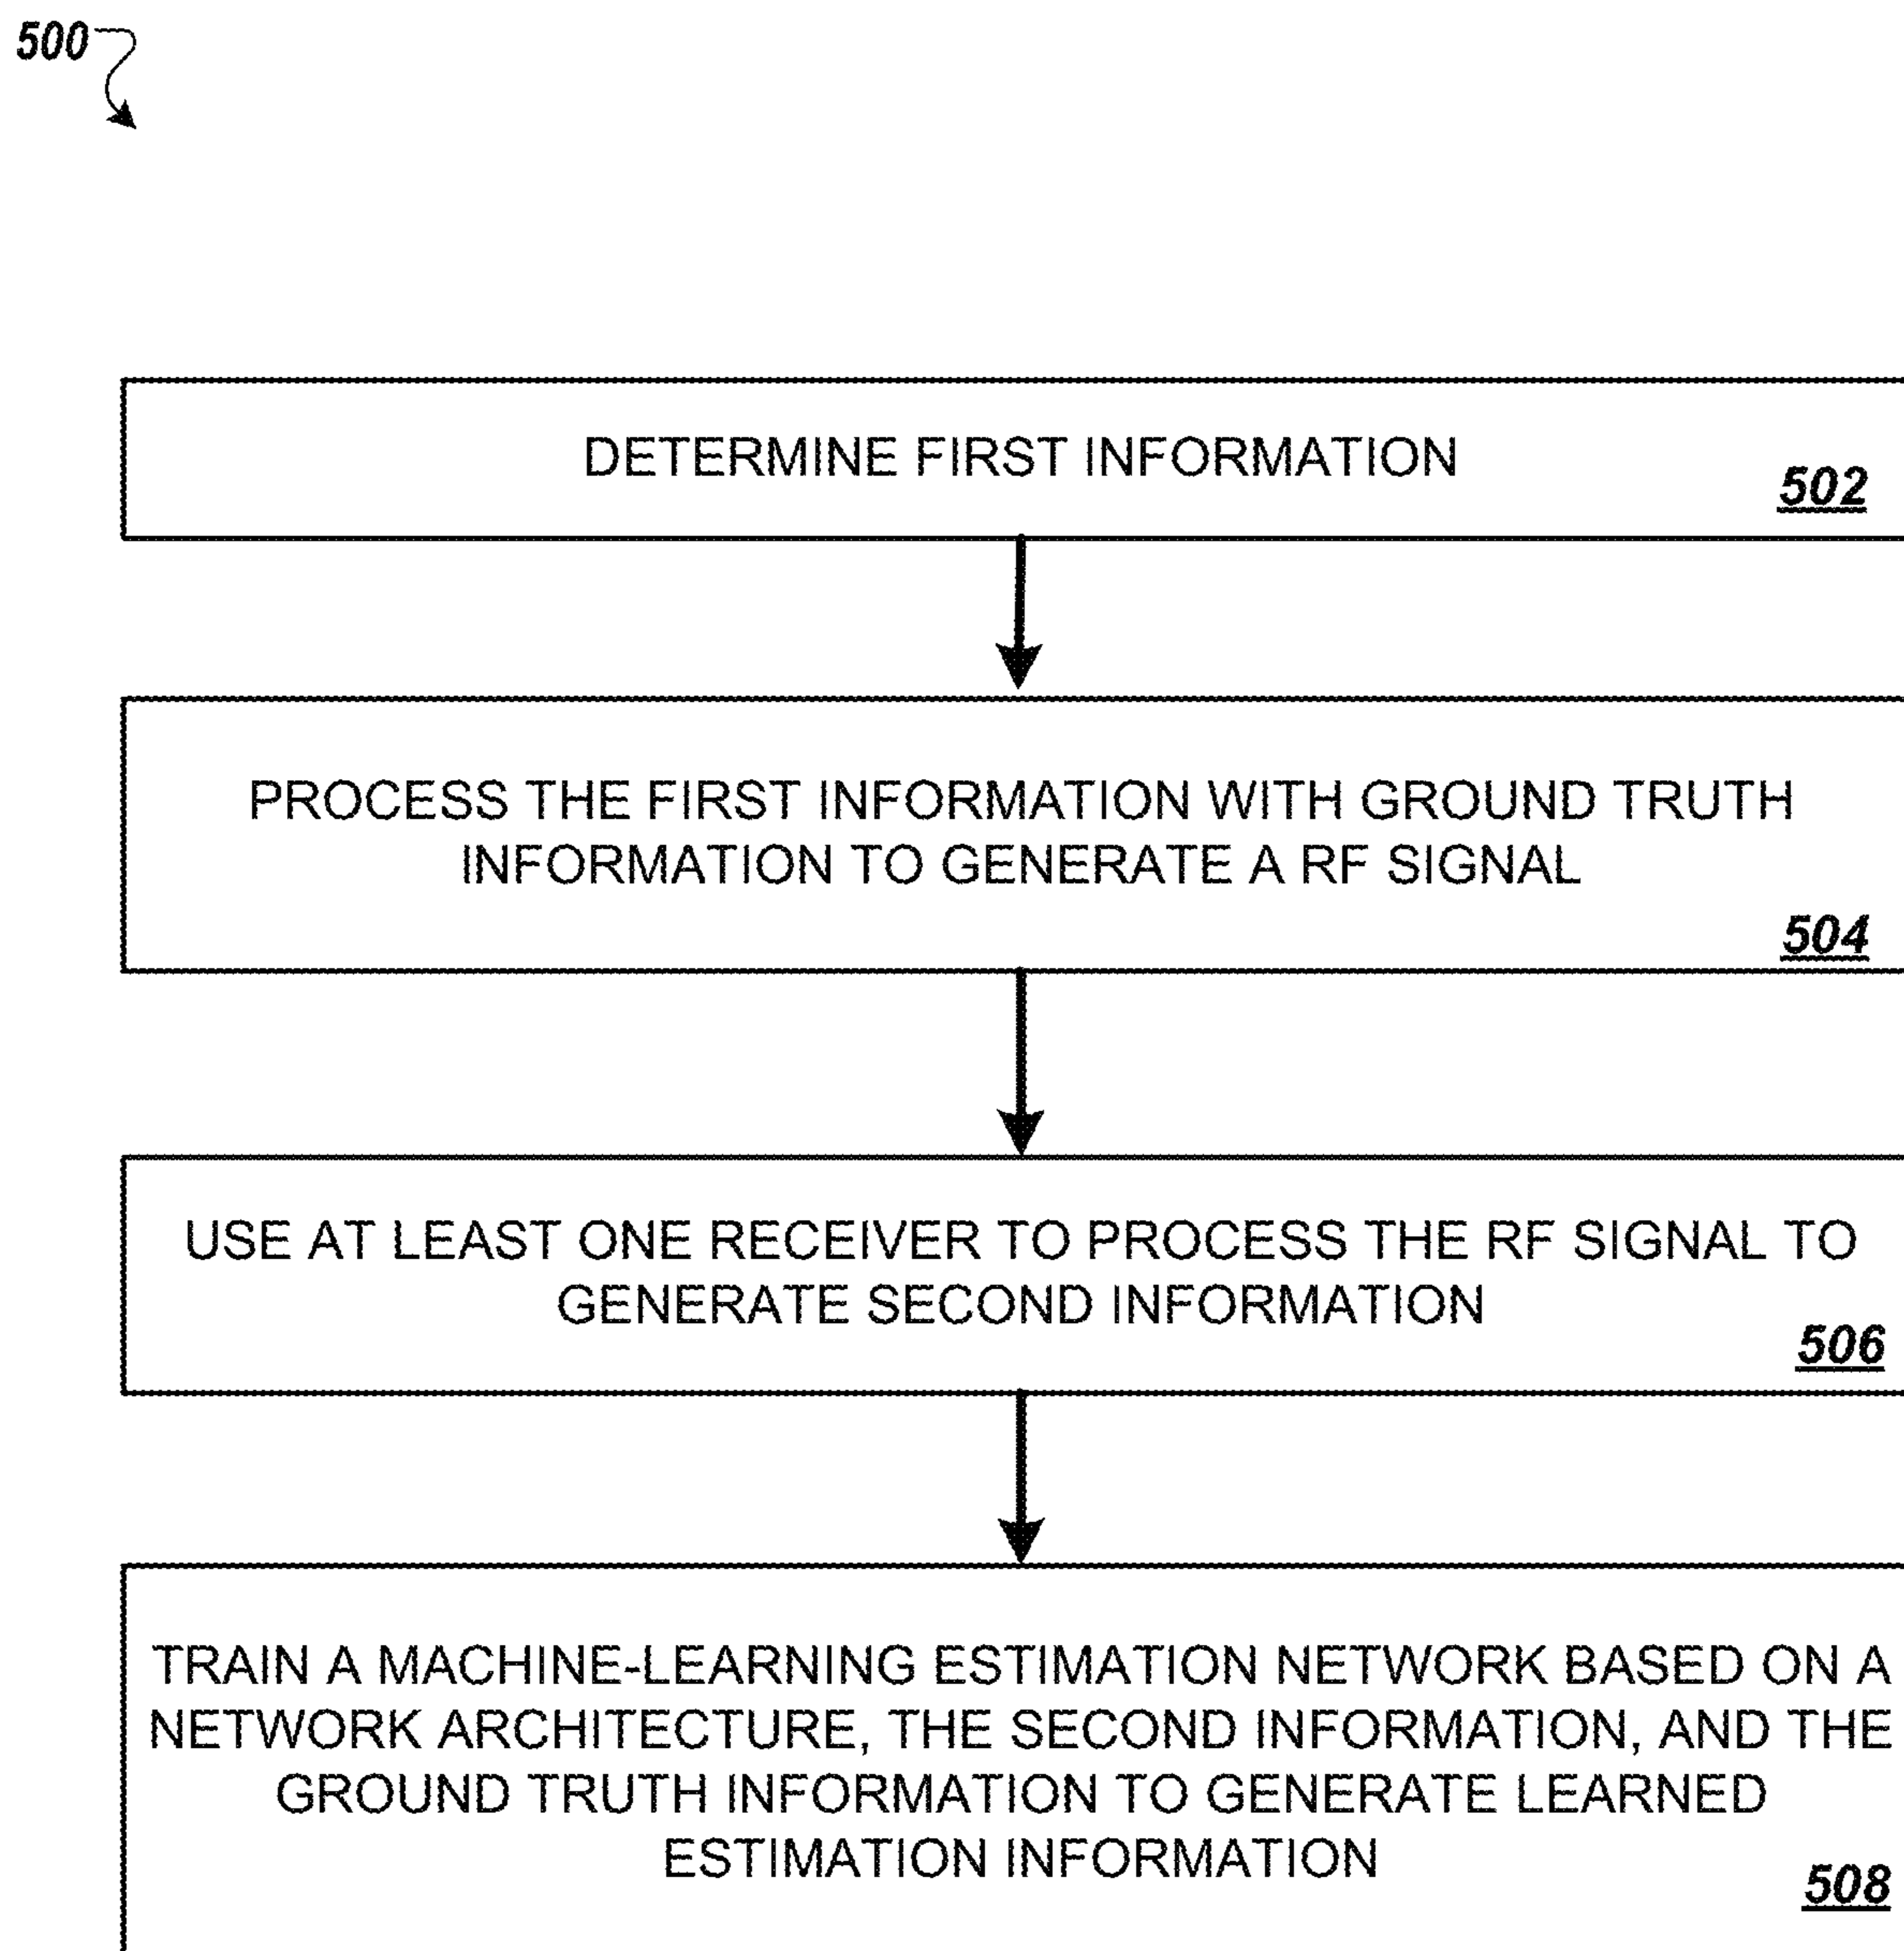 500
DETERMINE FIRST INFORMATION
502
PROCESS THE FIRST INFORMATION WITH GROUND TRUTH
INFORMATION TO GENERATE A RF SIGNAL
504
USE AT LEAST ONE RECEIVER TO PROCESS THE RF SIGNAL TO
GENERATE SECOND INFORMATION
506
TRAIN A MACHINE-LEARNING ESTIMATION NETWORK BASED ON A
NETWORK ARCHITECTURE, THE SECOND INFORMATION, AND THE
GROUND TRUTH INFORMATION TO GENERATE LEARNED
ESTIMATION INFORMATION
508